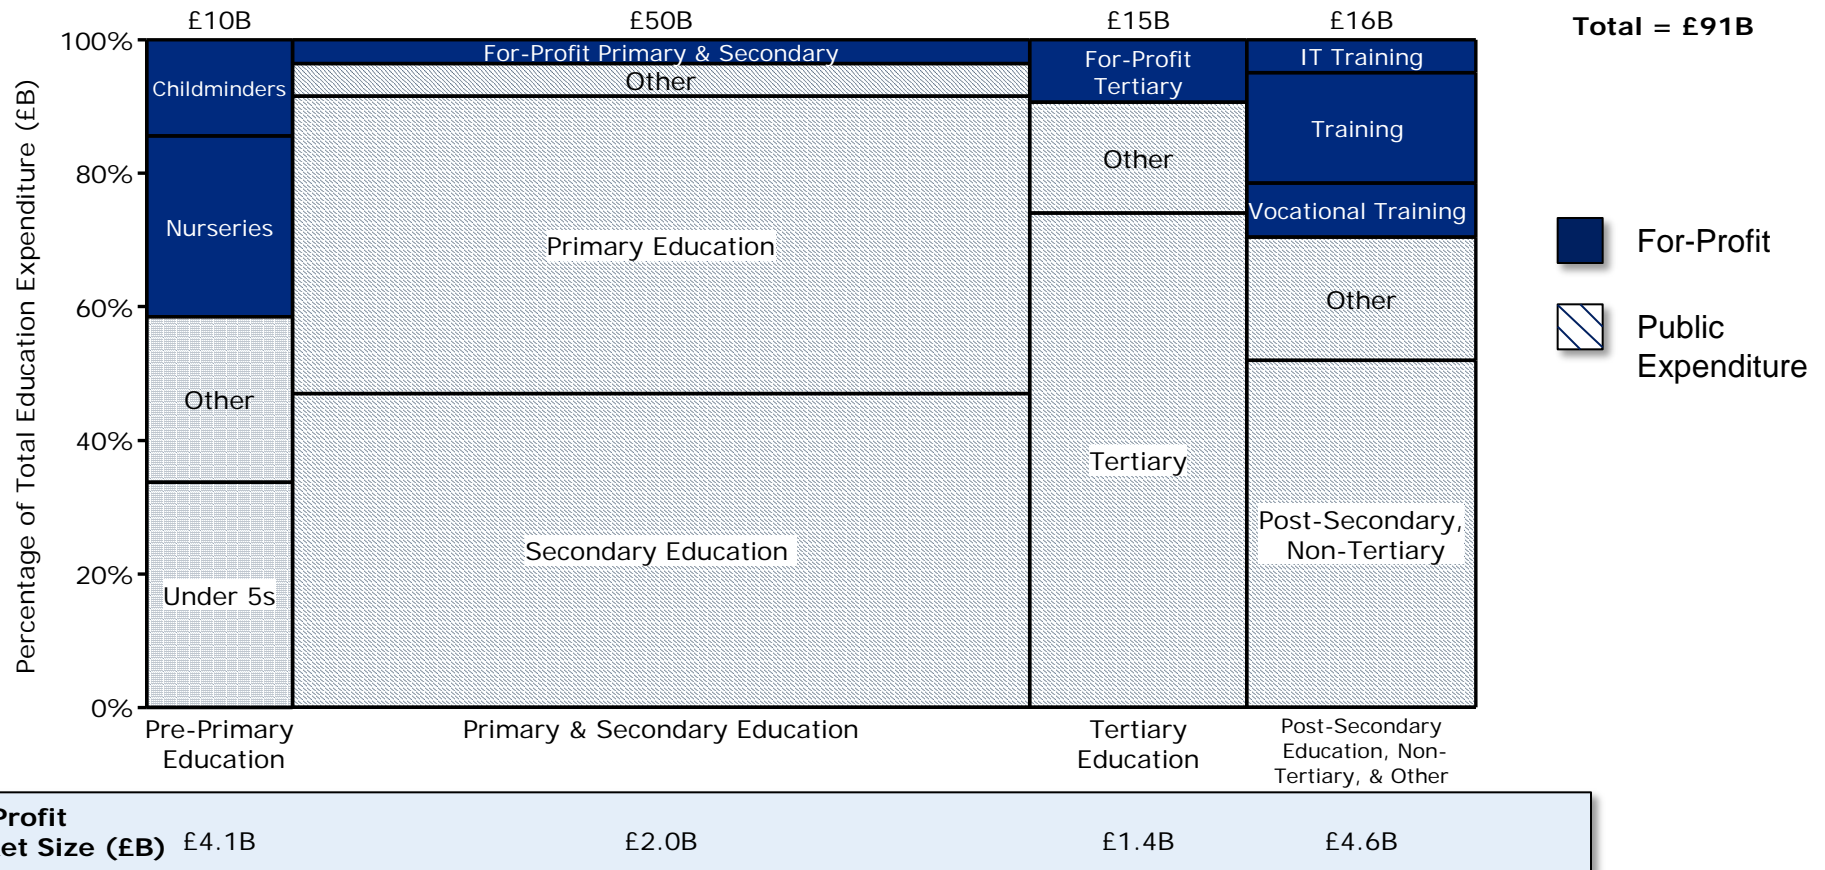 £10B £50B £15B £16B Total = £91B
Percentage of Total Education Expenditure (£B)
100%
80%
60%
40%
20%
0%
Childminders
Nurseries
Other
Under 5s
For-Profit Primary & Secondary
Other
Primary Education
Secondary Education
For-Profit
Tertiary
Other
Tertiary
IT Training
Training
Vocational Training
Other
Post-Secondary,
Non-Tertiary
For-Profit
Public
Expenditure
Pre-Primary
Education
Primary & Secondary Education
Tertiary
Education
Post-Secondary
Education, Non-
Tertiary, & Other
Profit
et Size (£B) £4.1B £2.0B £1.4B £4.6B